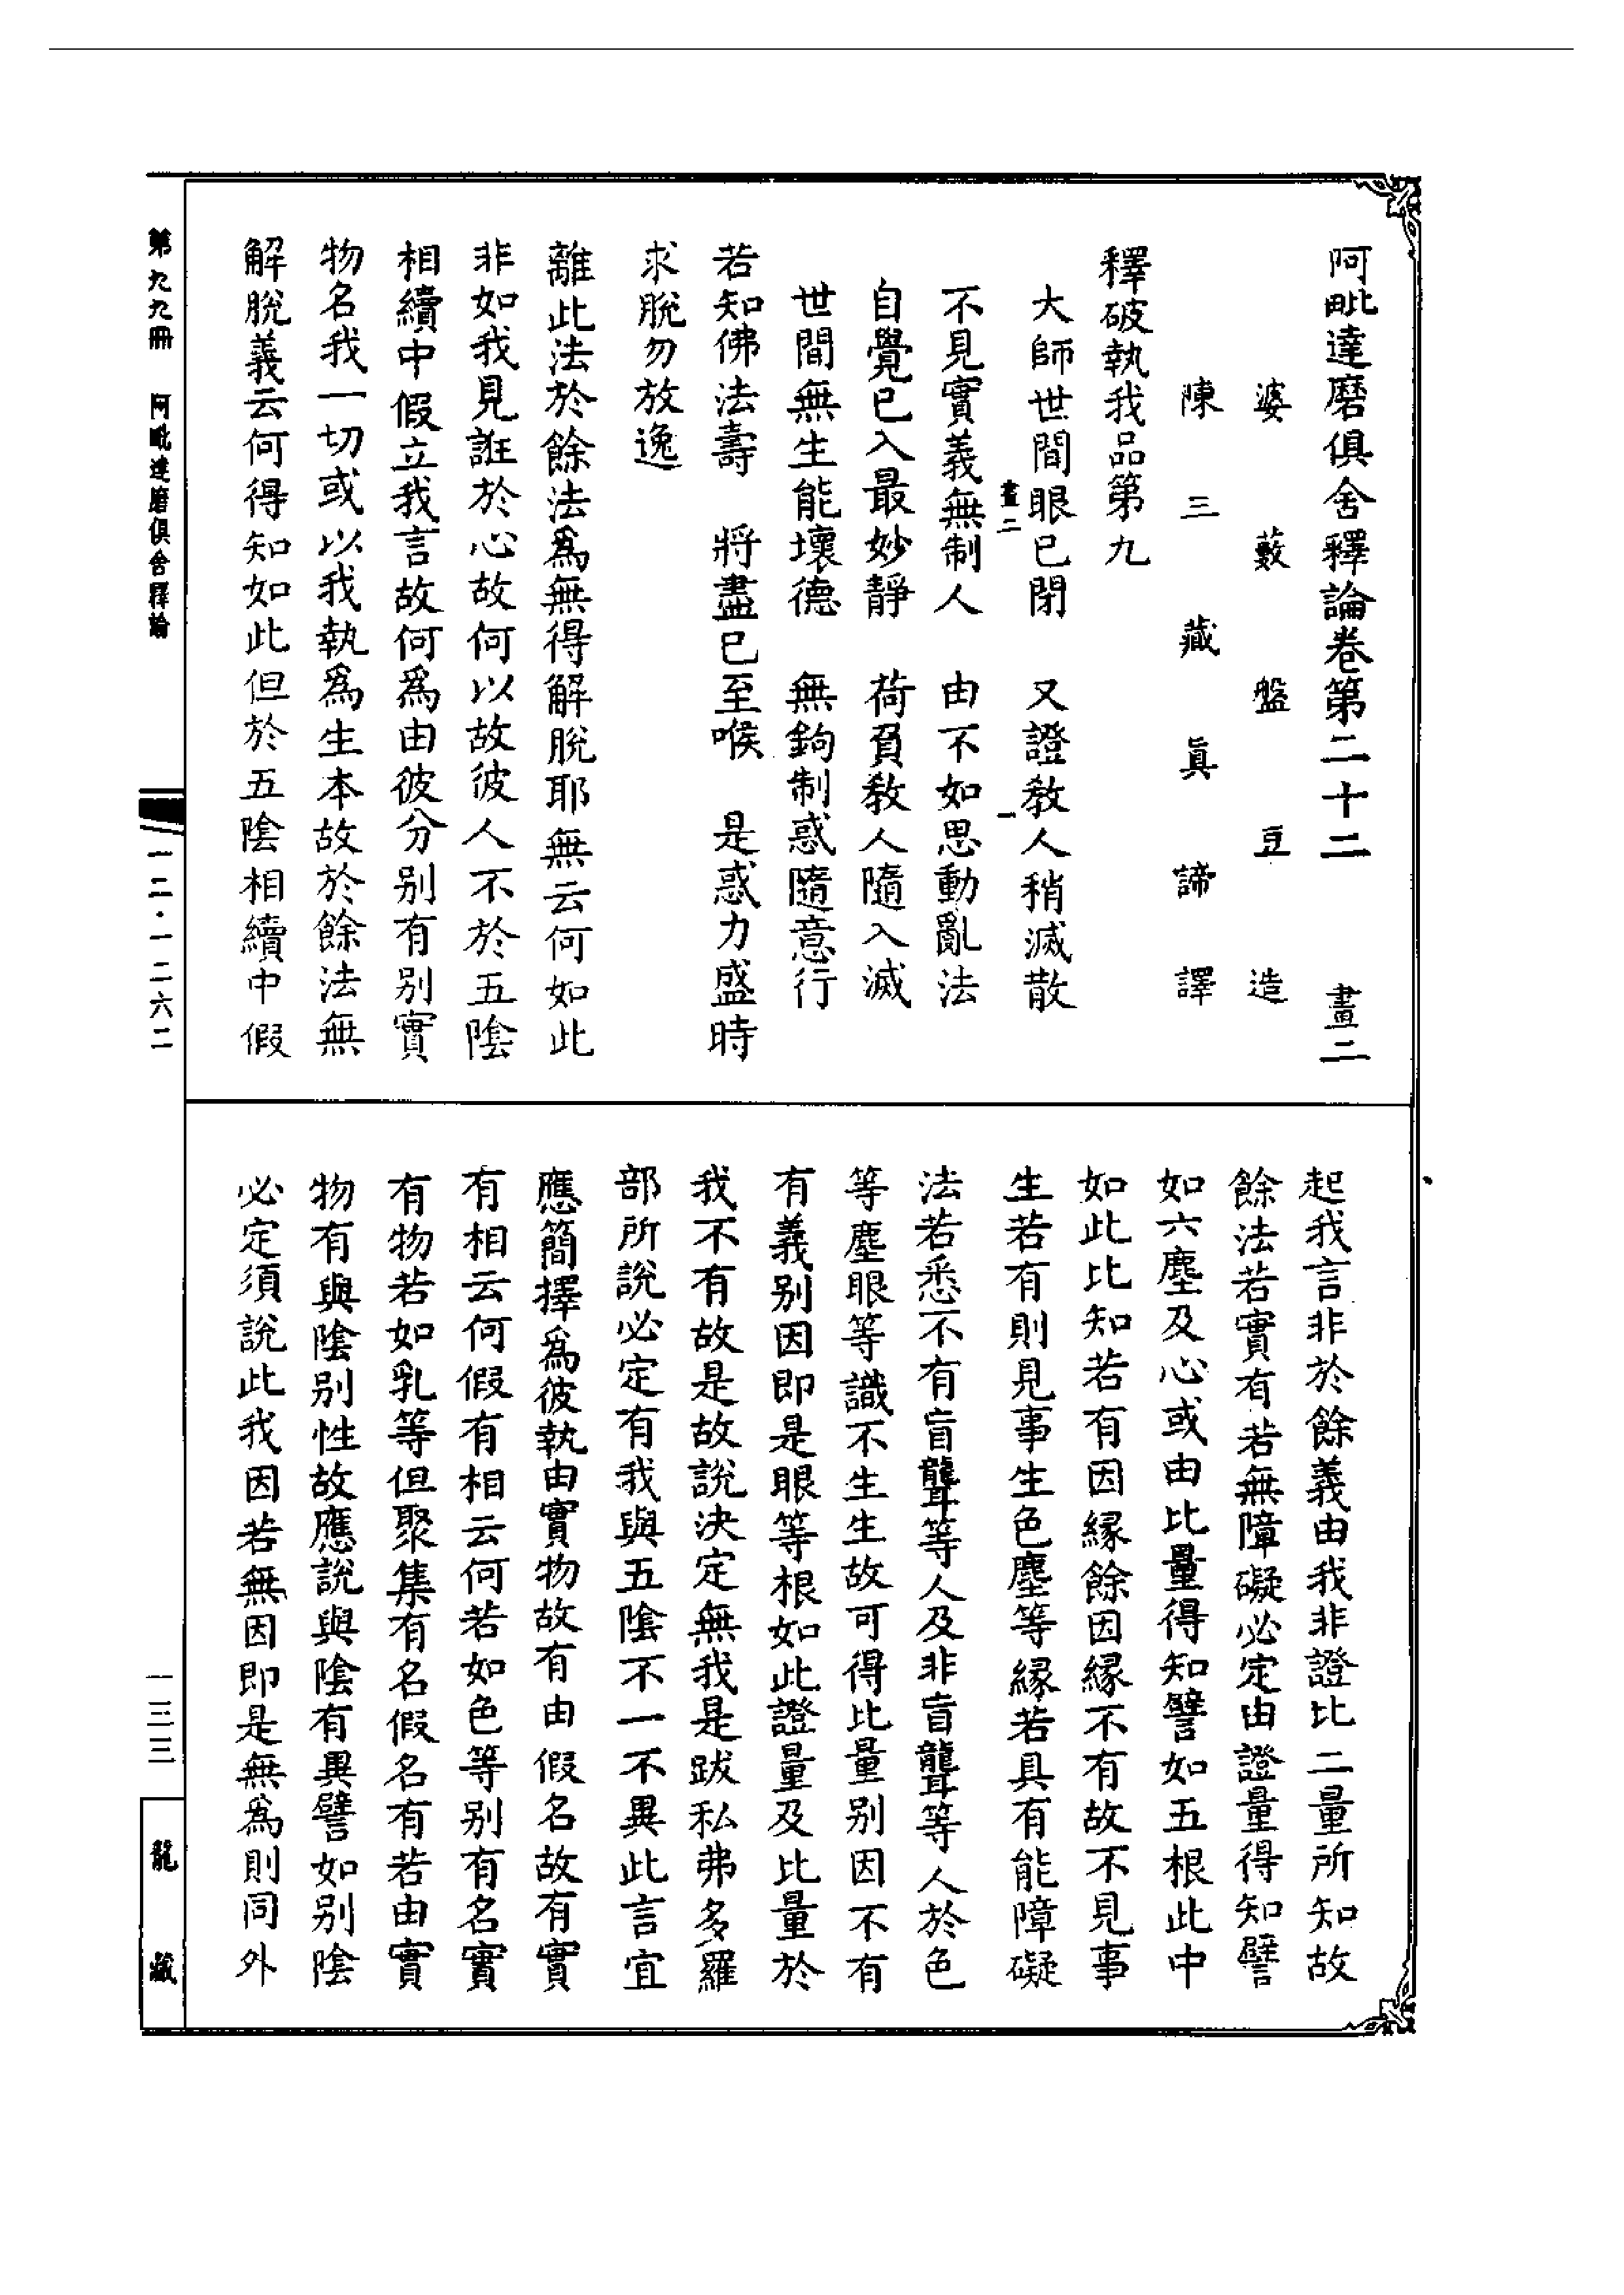 阿毗達磨俱舍釋論卷第二十二 畫二
婆藪盤豆造
陳三藏真諦譯
釋破執我品第九
大師世間眼已閉 又證教人稍滅散
畫二 一
不見實義無制人 由不如思動亂法
自覺已入最妙靜 荷負教人隨入滅
世間無生能壞德 無鉤制惑隨意行
若知佛法壽 將盡已至喉 是惑力盛時
求脫勿放逸
離此法於餘法爲無得解脫耶無云何如此
非如我見誑於心故何以故彼人不於五陰
相續中假立我言故何爲由彼分別有別實
物名我一切或以我執爲生本故於餘法無
解脫義云何得知如此但於五陰相續中假
起我言非於餘義由我非證比二量所知故
餘法若實有若無障礙必定由證量得知譬
如六塵及心或由比量得知譬如五根此中
如此比知若有因緣餘因緣不有故不見事
生若有則見事生色塵等緣若具有能障礙
法若悉不有盲聾等人及非盲聾等人於色
等塵眼等識不生生故可得比量別因不有
有義別因即是眼等根如此證量及比量於
我不有故是故說決定無我是跋私弗多羅
部所說必定有我與五陰不一不異此言宜
應簡擇爲彼執由實物故有由假名故有實
有相云何假有相云何若如色等別有名實
有物若如乳等但聚集有名假名有若由實
物有與陰別性故應說與陰有異譬如別陰
必定須說此我因若無因即是無爲則同外
第九九冊 阿毗達磨俱舍釋論
一二·一二六二
一三三
龍藏